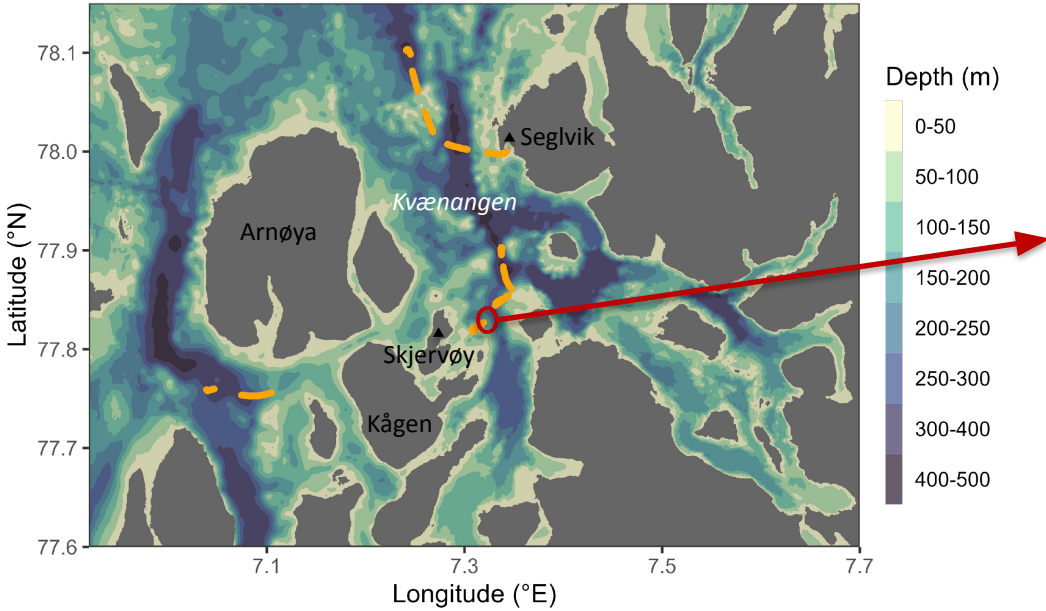 78.1
78.0
77.9
77.8
77.7
77.6
Latitude (°N)
Seglvik
Kvænangen
Arnøya
Skjervøy
Kågen
7.1
7.3
7.5
7.7
Longitude (°E)
Depth (m)
0-50
50-100
100-150
150-200
200-250
250-300
300-400
400-500